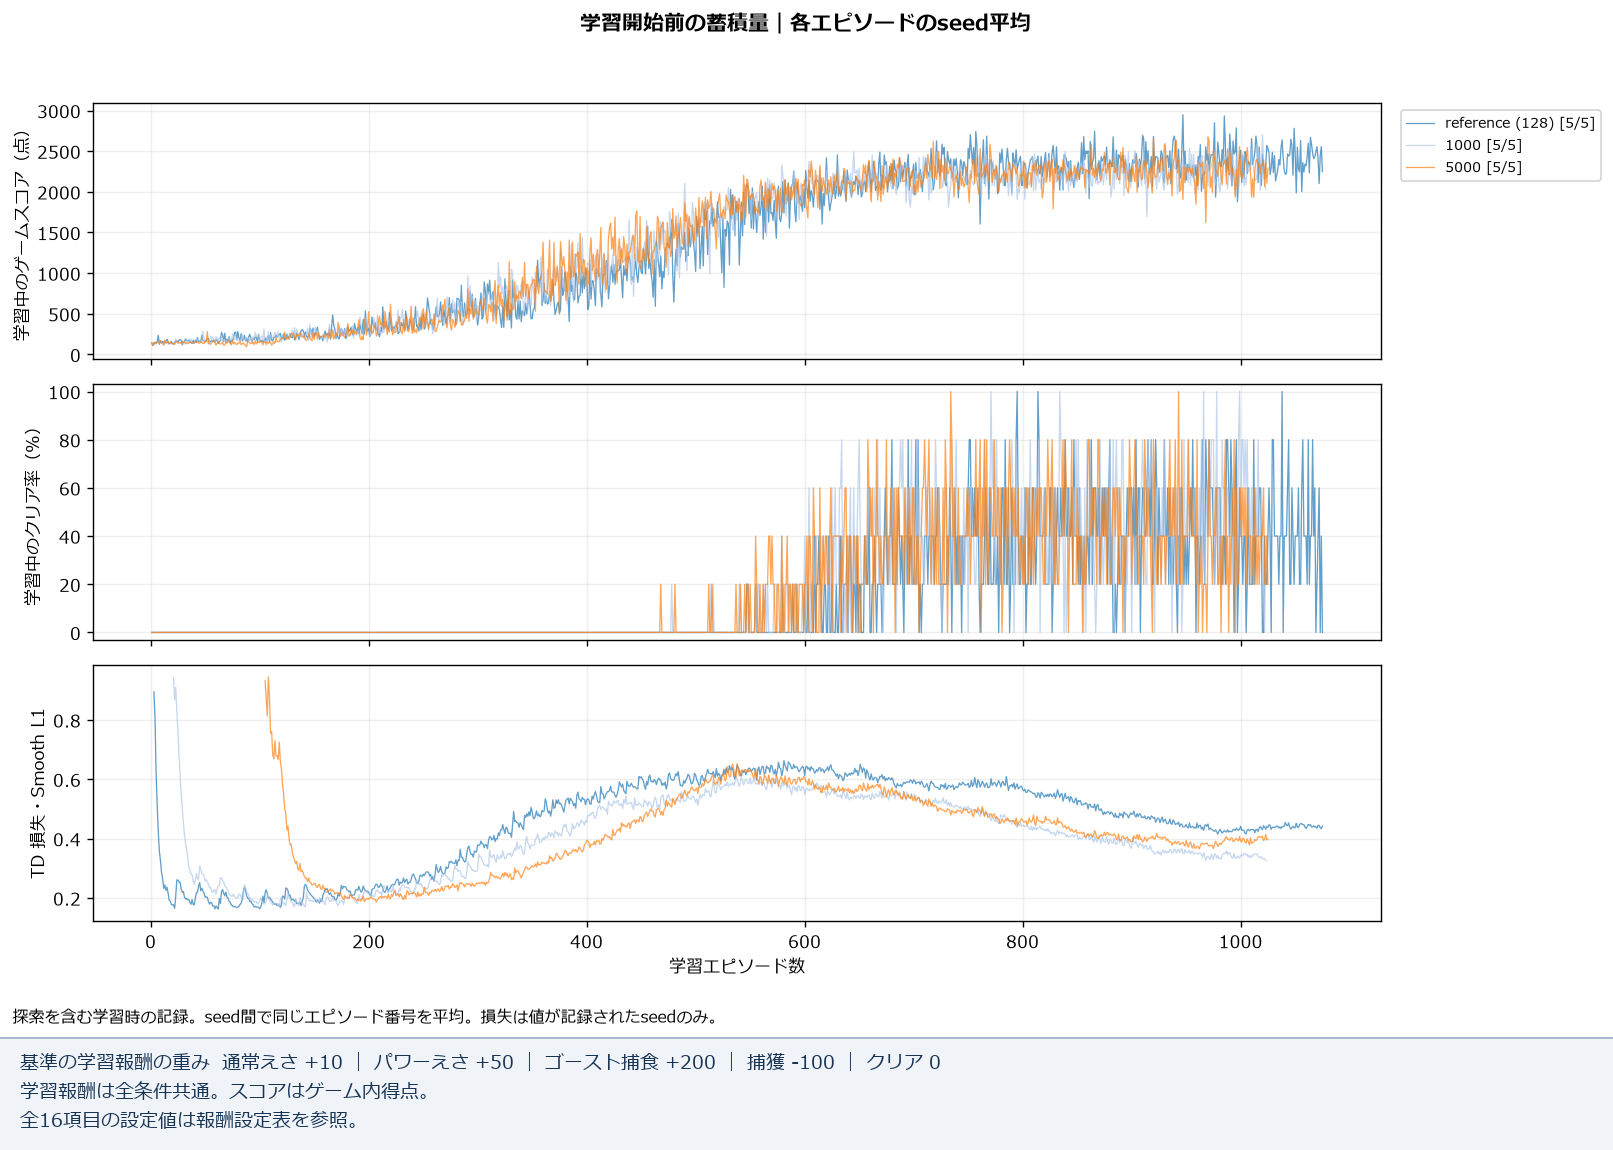 学習開始前の蓄積量｜各エピソードのseed平均
学習中のゲームスコア（点）
3000
2500
2000
1500
1000
500
0
reference (128) [5/5]
1000 [5/5]
5000 [5/5]
学習中のクリア率（%）
100
80
60
40
20
0
TD 損失・Smooth L1
0.8
0.6
0.4
0.2
0 200 400 600 800 1000
学習エピソード数
探索を含む学習時の記録。seed間で同じエピソード番号を平均。損失は値が記録されたseedのみ。
基準の学習報酬の重み 通常えさ +10 ｜ パワーえさ +50 ｜ ゴースト捕食 +200 ｜ 捕獲 -100 ｜ クリア 0
学習報酬は全条件共通。スコアはゲーム内得点。
全16項目の設定値は報酬設定表を参照。